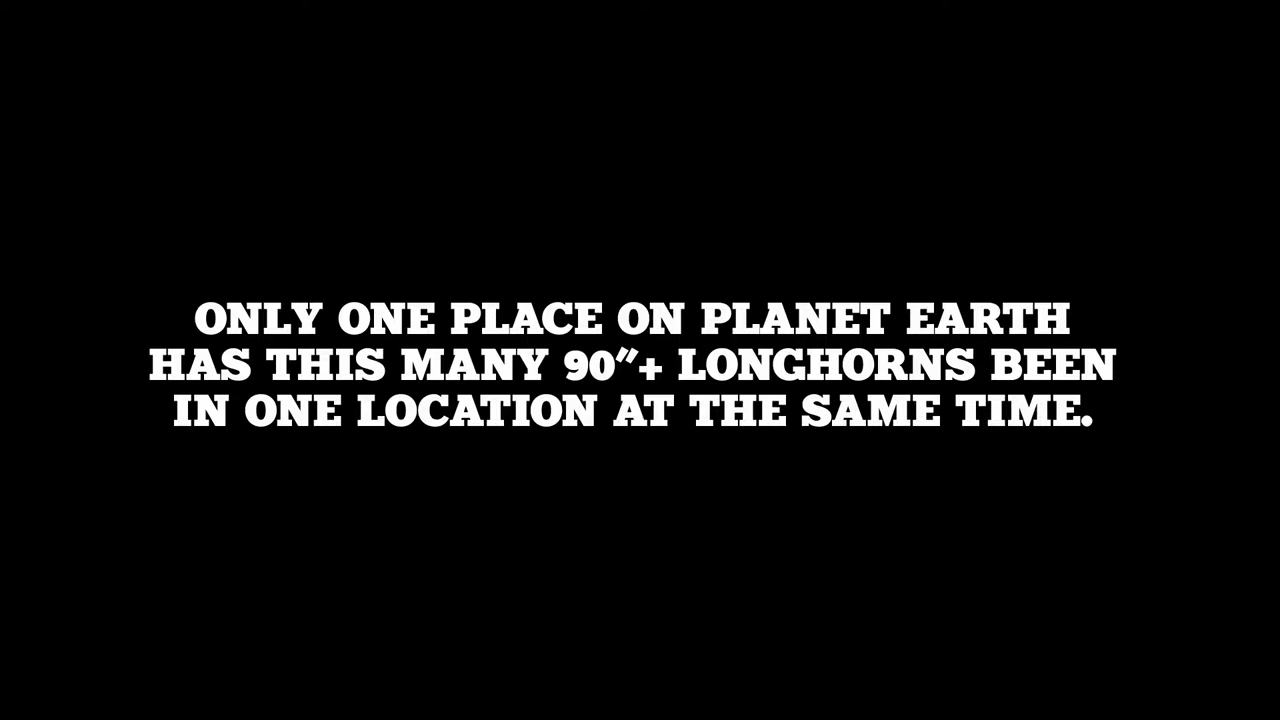 ONLY ONE PLACE ON PLANET EARTH
HAS THIS MANY 90″+ LONGHORNS BEEN
IN ONE LOCATION AT THE SAME TIME.